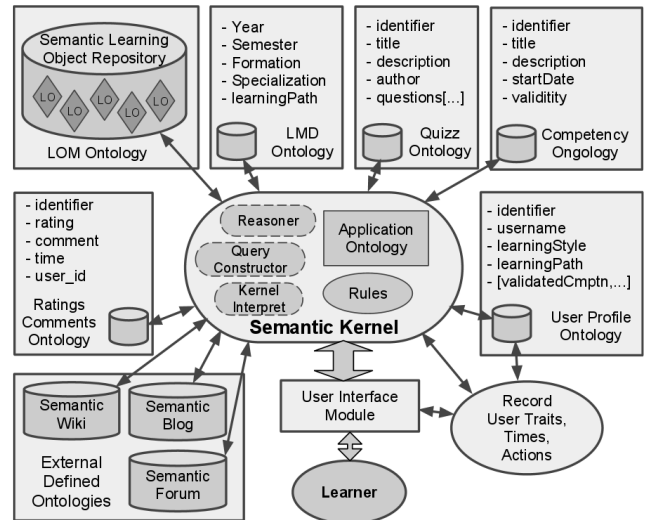 Semantic Learning
Object Repository
LO
LO
LO
LO
LO
LOM Ontology
- Year
- Semester
- Formation
- Specialization
- learningPath
LMD
Ontology
- identifier
- title
- description
- author
- questions[...]
Quizz
Ontology
- identifier
- title
- description
- startDate
- validitity
Competency
Ongology
- identifier
- rating
- comment
- time
- user_id
Ratings
Comments
Ontology
Reasoner
Query
Constructor
Kernel
Interpret
Application
Ontology
Rules
Semantic Kernel
- identifier
- username
- learningStyle
- learningPath
- [validatedCmptn,...]
User Profile
Ontology
Semantic
Wiki
Semantic
Blog
Semantic
Forum
External
Defined
Ontologies
User Interface
Module
Learner
Record
User Traits,
Times,
Actions